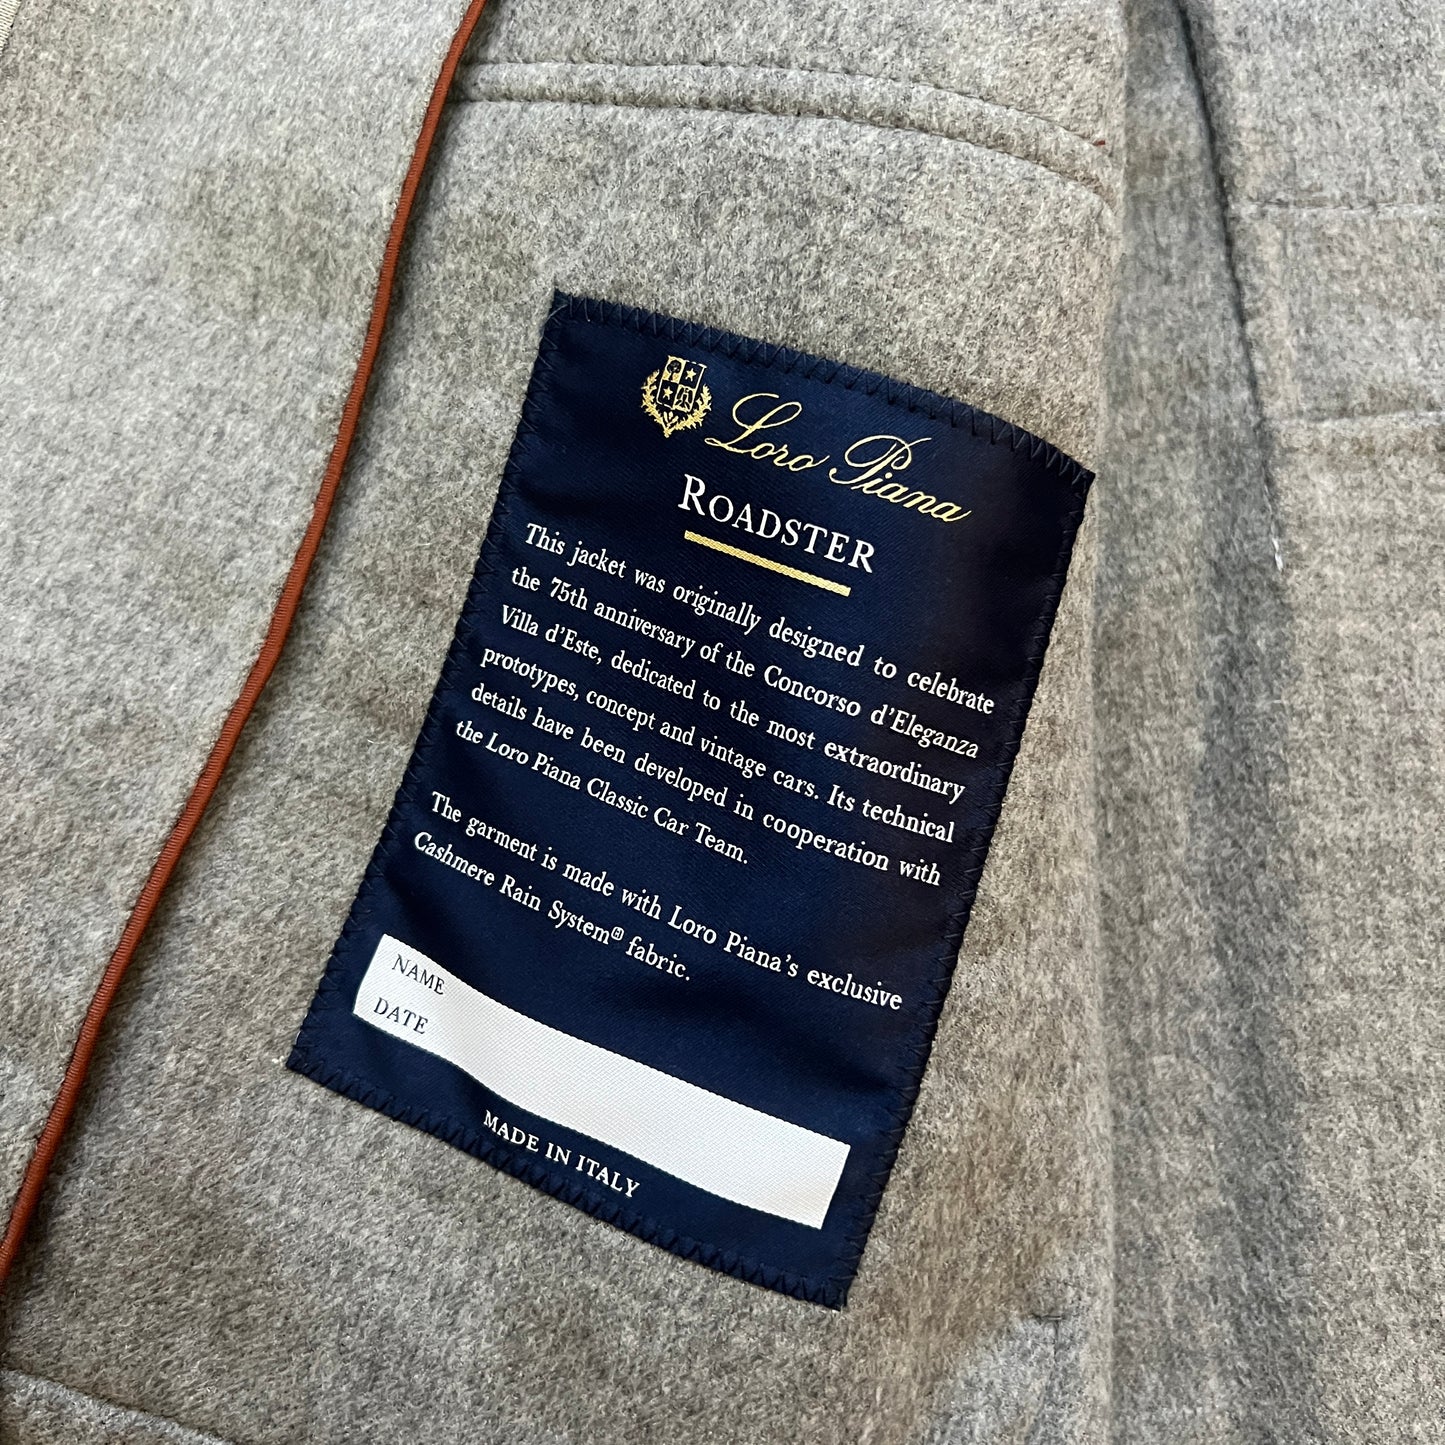 Loro Piana
ROADSTER
This jacket was originally designed to celebrate
the 75th anniversary of the Concorso d'Eleganza
Villa d'Este, dedicated to the most extraordinary
prototypes, concept and vintage cars. Its technical
details have been developed in cooperation with
the Loro Piana Classic Car Team.
The garment is made with Loro Piana's exclusive
Cashmere Rain System® fabric.
NAME
DATE
MADE IN ITALY